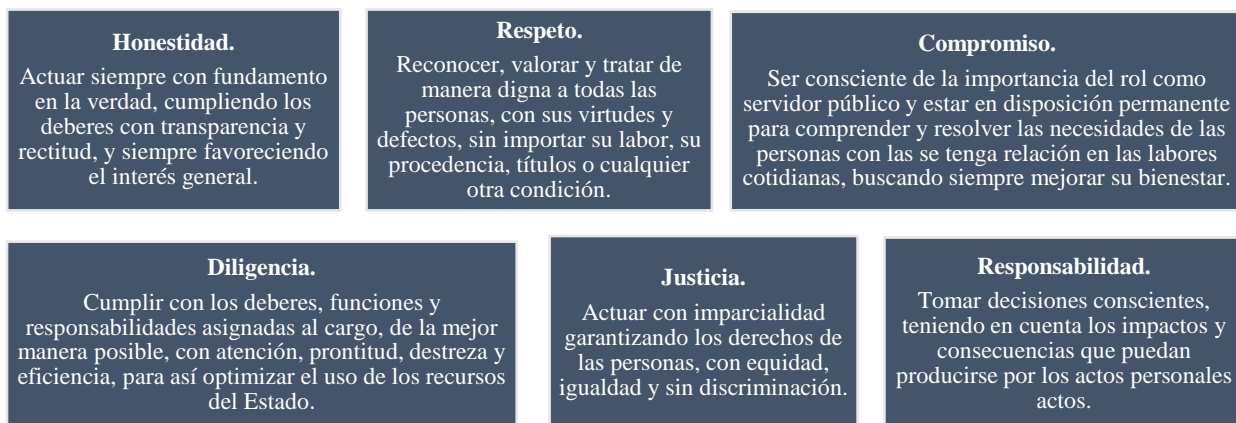 Honestidad.
Actuar siempre con fundamento
en la verdad, cumpliendo los
deberes con transparencia y
rectitud, y siempre favoreciendo
el interés general.
Respeto.
Reconocer, valorar y tratar de
manera digna a todas las
personas, con sus virtudes y
defectos, sin importar su labor, su
procedencia, títulos o cualquier
otra condición.
Compromiso.
Ser consciente de la importancia del rol como
servidor público y estar en disposición permanente
para comprender y resolver las necesidades de las
personas con las se tenga relación en las labores
cotidianas, buscando siempre mejorar su bienestar.
Diligencia.
Cumplir con los deberes, funciones y
responsabilidades asignadas al cargo, de la mejor
manera posible, con atención, prontitud, destreza y
eficiencia, para así optimizar el uso de los recursos
del Estado.
Justicia.
Actuar con imparcialidad
garantizando los derechos de
las personas, con equidad,
igualdad y sin discriminación.
Responsabilidad.
Tomar decisiones conscientes,
teniendo en cuenta los impactos y
consecuencias que puedan
producirse por los actos personales
actos.